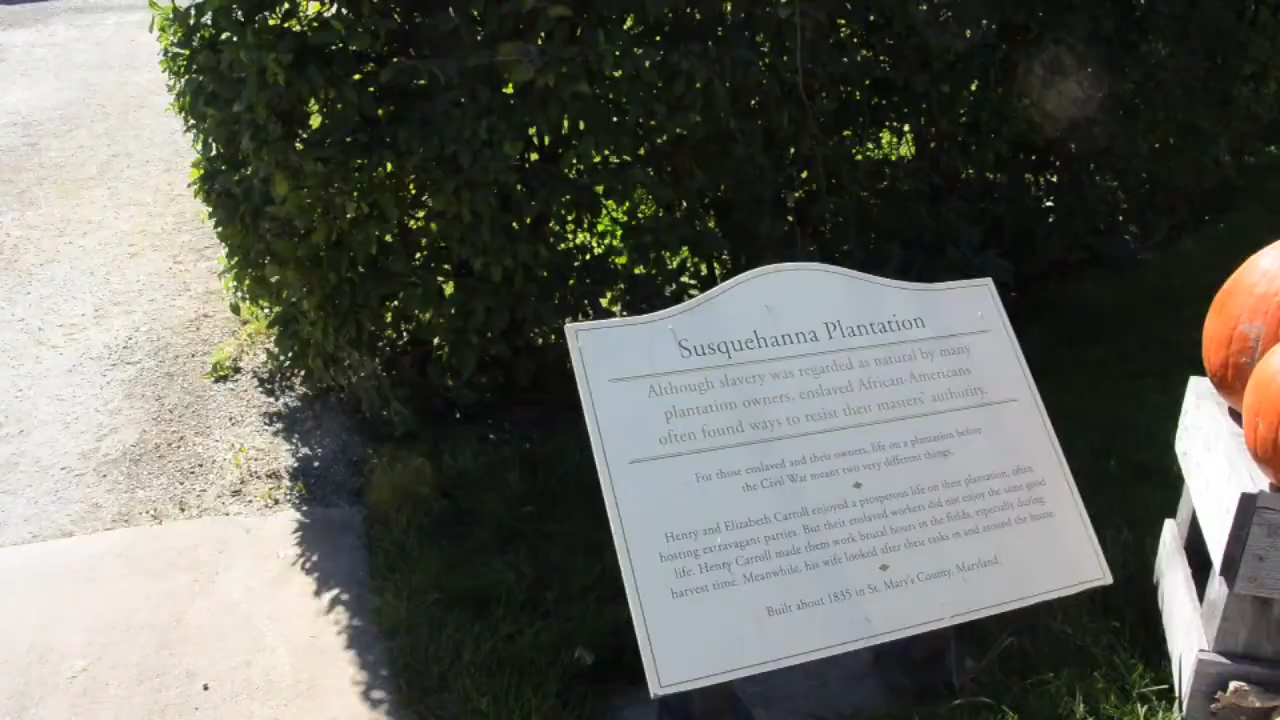 Susquehanna Plantation
Although slavery was regarded as natural by many
plantation owners, enslaved African-Americans
often found ways to resist their masters' authority.
For those enslaved and their owners, life on a plantation before
the Civil War meant two very different things.
Henry and Elizabeth Carroll enjoyed a prosperous life on their plantation, often
hosting extravagant parties. But their enslaved workers did not enjoy the same good
life. Henry Carroll made them work brutal hours in the fields, especially during
harvest time. Meanwhile, his wife looked after their tasks in and around the house.
Built about 1835 in St. Mary's County, Maryland.